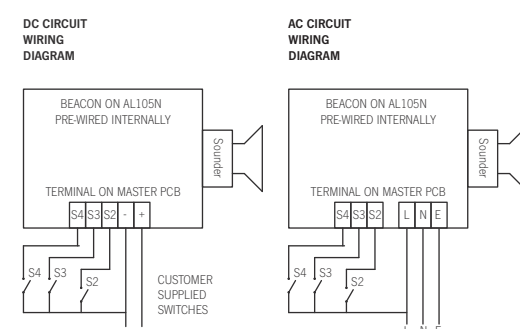 DC CIRCUIT
WIRING
DIAGRAM
BEACON ON AL105N
PRE-WIRED INTERNALLY
Sounder
TERMINAL ON MASTER PCB
S4 S3 S2 - +
S4 S3
S2
CUSTOMER
SUPPLIED
SWITCHES
AC CIRCUIT
WIRING
DIAGRAM
BEACON ON AL105N
PRE-WIRED INTERNALLY
Sounder
TERMINAL ON MASTER PCB
S4 S3 S2 L N E
S4 S3
S2
L N E